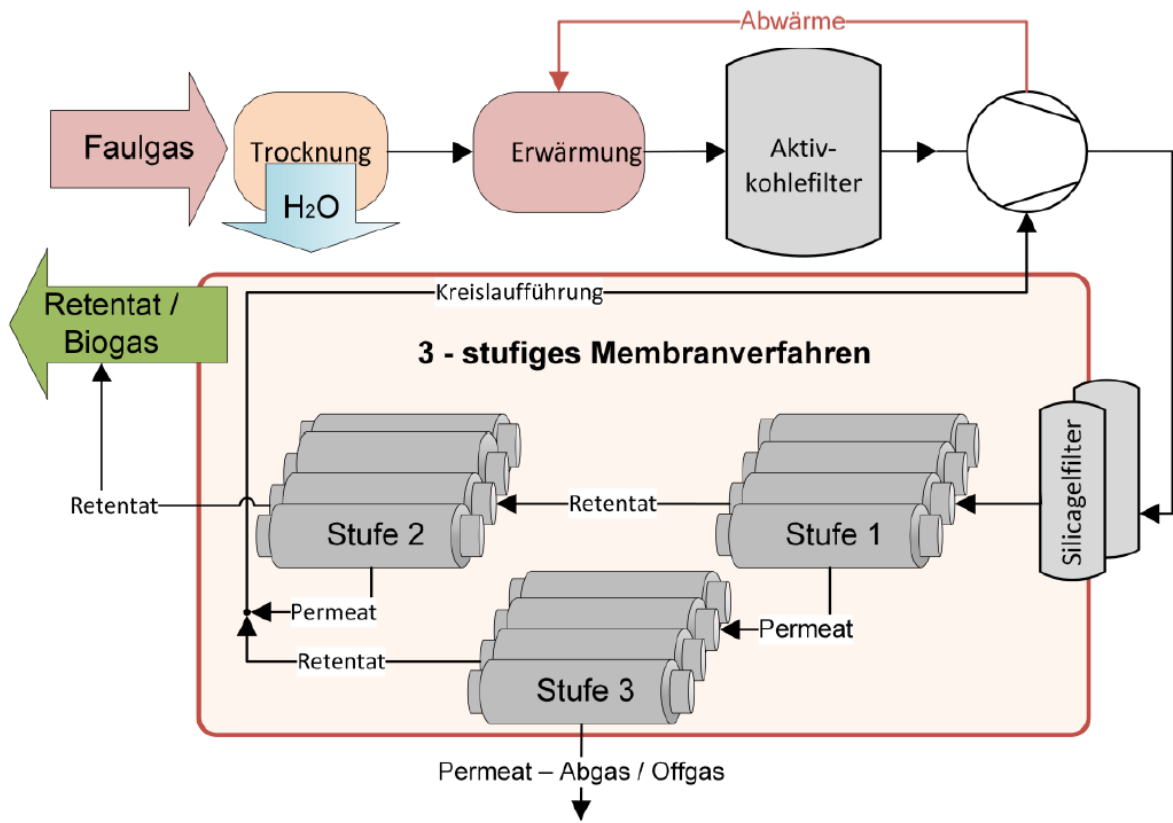 Abwärme
Faulgas
Trocknung
H₂O
Erwärmung
Aktiv-
kohlefilter
Retentat /
Biogas
Kreislaufführung
3 - stufiges Membranverfahren
Silicagelfilter
Retentat
Stufe 2
Retentat
Stufe 1
Permeat
Permeat
Retentat
Stufe 3
Permeat – Abgas / Offgas